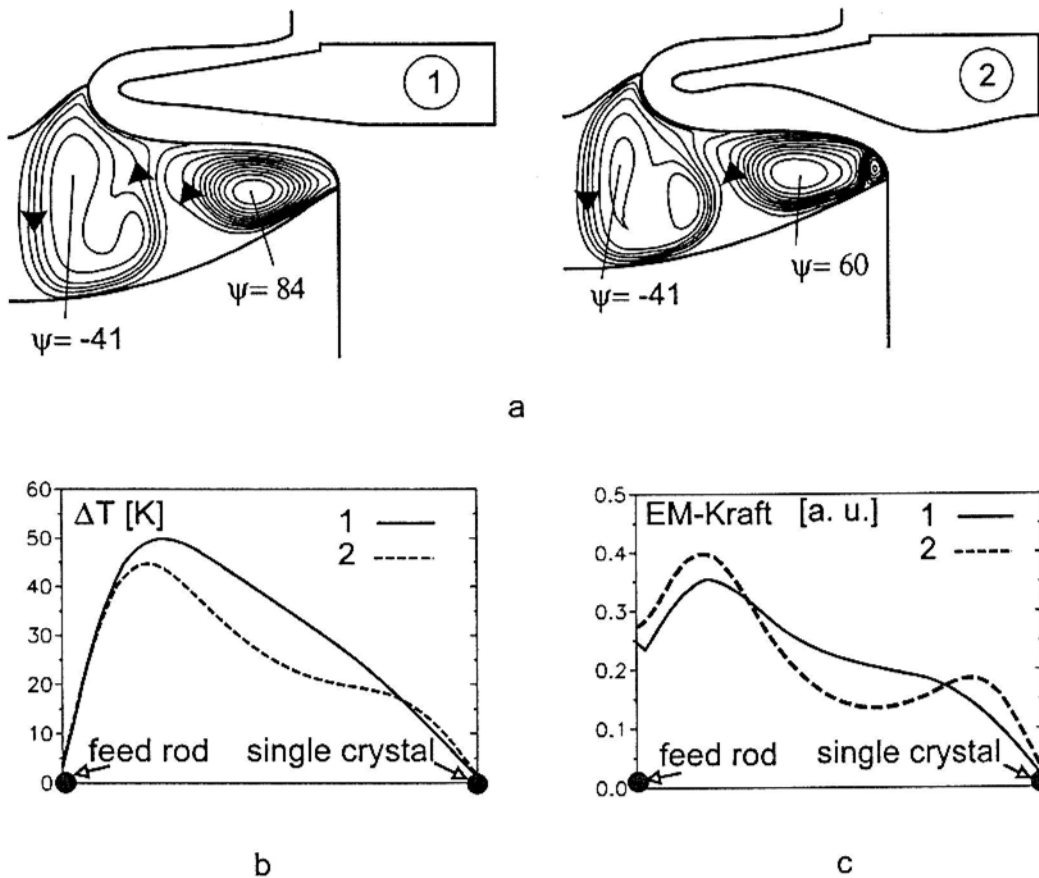 1
2
ψ= 84
ψ= -41
ψ= 60
ψ= -41
a
60
50
40
30
20
10
0
ΔT [K]
1
2
feed rod
single crystal
b
0.5
0.4
0.3
0.2
0.1
0.0
EM-Kraft [a. u.]
1
2
feed rod
single crystal
c